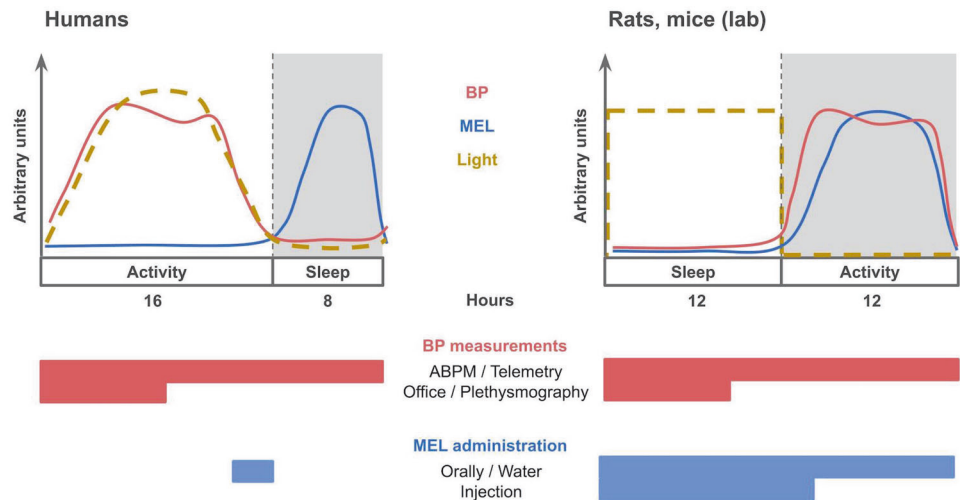 Humans
Rats, mice (lab)
Arbitrary units
BP
MEL
Light
Arbitrary units
Activity
Sleep
Sleep
Activity
16
8
Hours
12
12
BP measurements
ABPM / Telemetry
Office / Plethysmography
MEL administration
Orally / Water
Injection